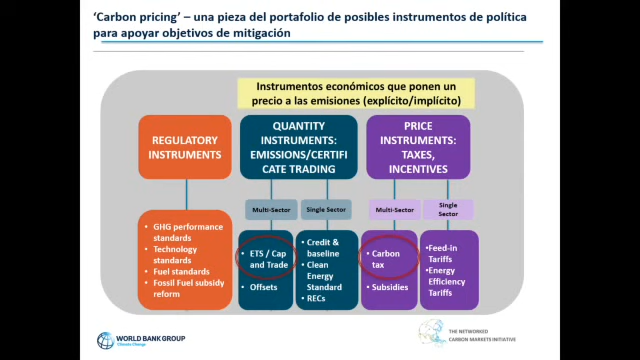 ‘Carbon pricing’ – una pieza del portafolio de posibles instrumentos de política
para apoyar objetivos de mitigación
Instrumentos económicos que ponen un
precio a las emisiones (explícito/implícito)
REGULATORY
INSTRUMENTS
QUANTITY
INSTRUMENTS:
EMISSIONS/CERTIFI
CATE TRADING
PRICE
INSTRUMENTS:
TAXES,
INCENTIVES
Multi-Sector
Single Sector
Multi-Sector
Single
Sector
• GHG performance
standards
• Technology
standards
• Fuel standards
• Fossil Fuel subsidy
reform
• ETS / Cap
and Trade
• Offsets
• Credit &
baseline
• Clean
Energy
Standard
• RECs
• Carbon
tax
• Subsidies
•Feed-in
Tariffs
•Energy
Efficiency
Tariffs
WORLD BANK GROUP
Climate Change
THE NETWORKED
CARBON MARKETS INITIATIVE